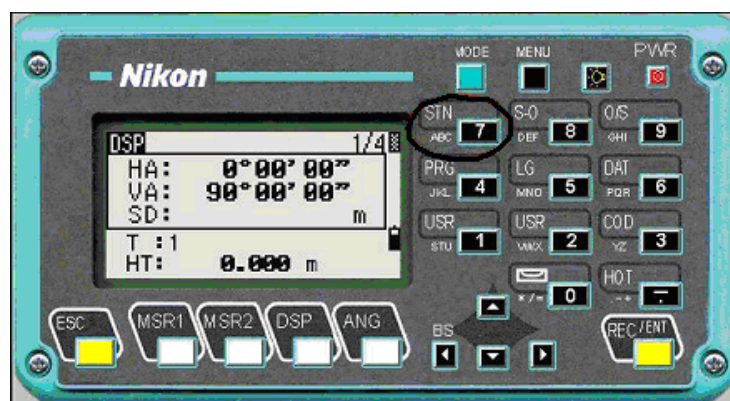 MODE MENU PWR
Nikon
STN ABC 7 S-O DEF 8 O/S GHI 9
DSP 1/4
HA: 0°00'00"
VA: 90°00'00"
SD: m
T :1
HT: 0.000 m
PRG JKL 4 LG MNO 5 DAT PQR 6
USR STU 1 USR VWX 2 COD YZ 3
*/= 0 HOT .-+
ESC MSR1 MSR2 DSP ANG BS REC/ENT